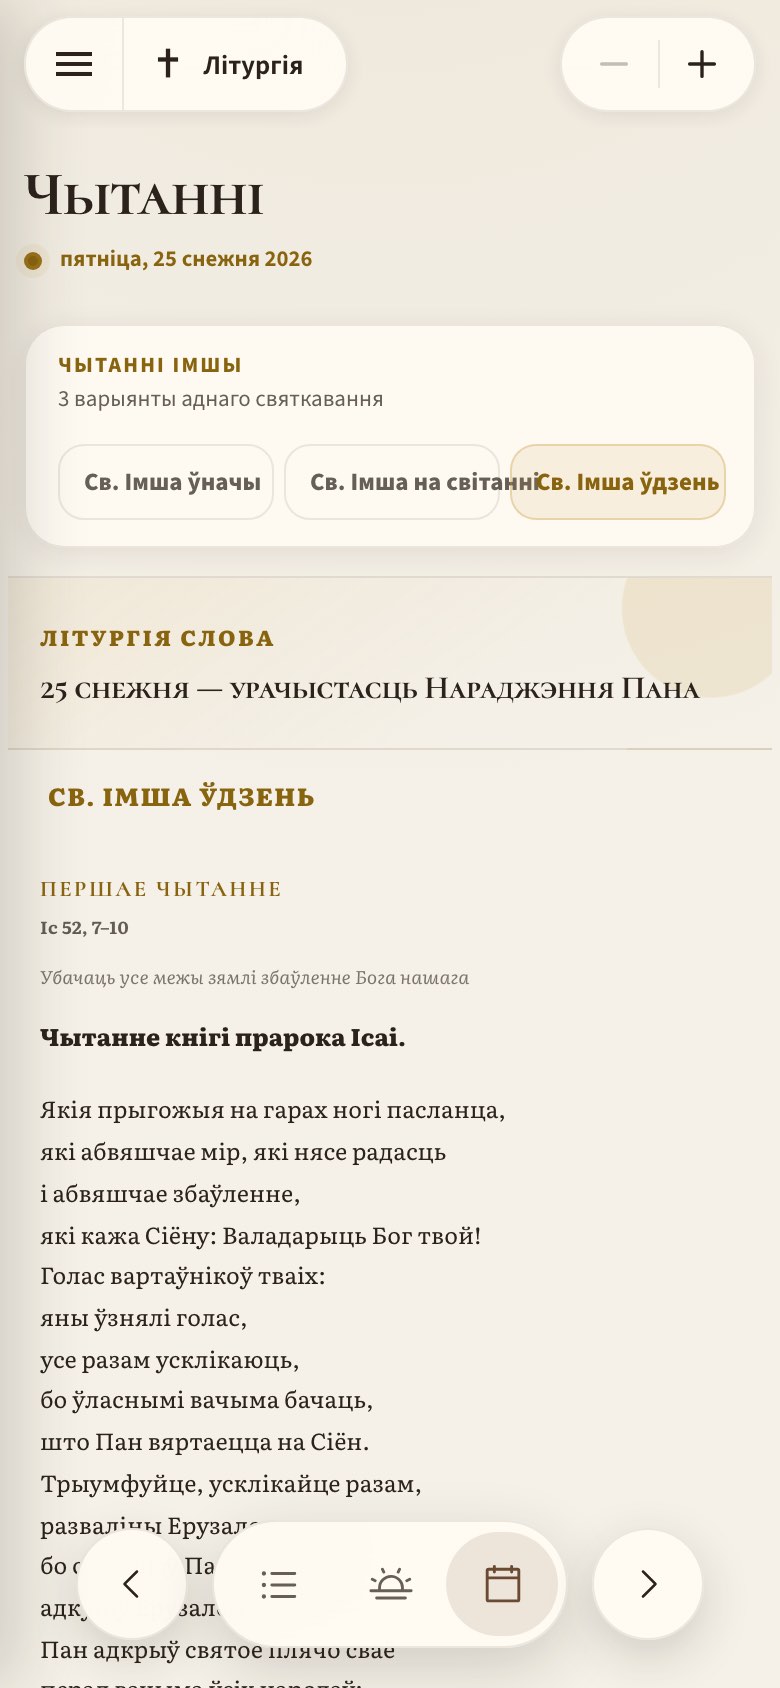 Літургія
Чытанні
пятніца, 25 снежня 2026
ЧЫТАННІ ІМШЫ
3 варыянты аднаго святкавання
Св. Імша ўначы
Св. Імша на світанні
Св. Імша ўдзень
ЛІТУРГІЯ СЛОВА
25 снежня — урачыстасць Нараджэння Пана
СВ. ІМША ЎДЗЕНЬ
ПЕРШАЕ ЧЫТАННЕ
Іс 52, 7–10
Убачаць усе межы зямлі збаўленне Бога нашага
Чытанне кнігі прарока Ісаі.
Якія прыгожыя на гарах ногі пасланца,
які абвяшчае мір, які нясе радасць
і абвяшчае збаўленне,
які кажа Сіёну: Валадарыць Бог твой!
Голас вартаўнікоў тваіх:
яны ўзнялі голас,
усе разам усклікаюць,
бо ўласнымі вачыма бачаць,
што Пан вяртаецца на Сіён.
Трыумфуйце, усклікайце разам,
разваліны
бо
Пан адкрыў святое плячо сваё